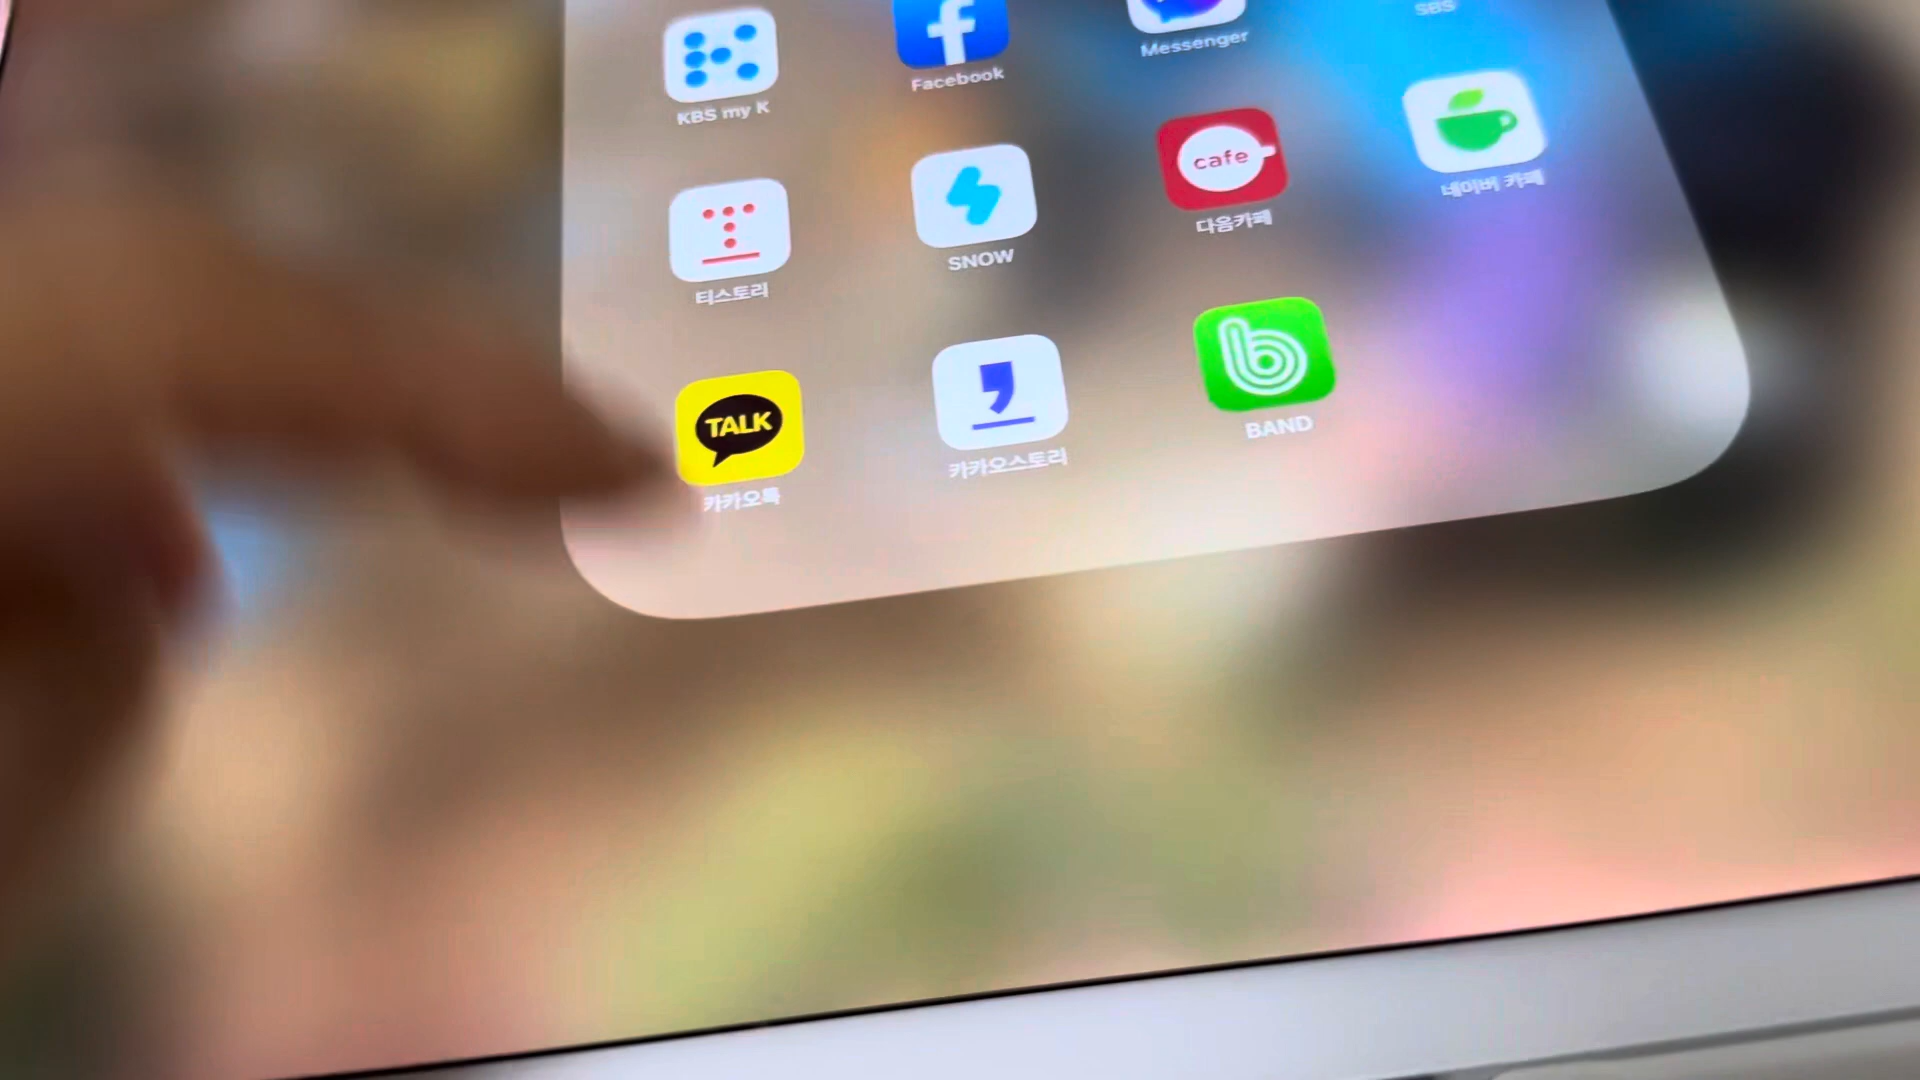 SBS
Messenger
Facebook
KBS my K
cafe
네이버 카페
다음카페
SNOW
티스토리
TALK
BAND
카카오스토리
카카오톡